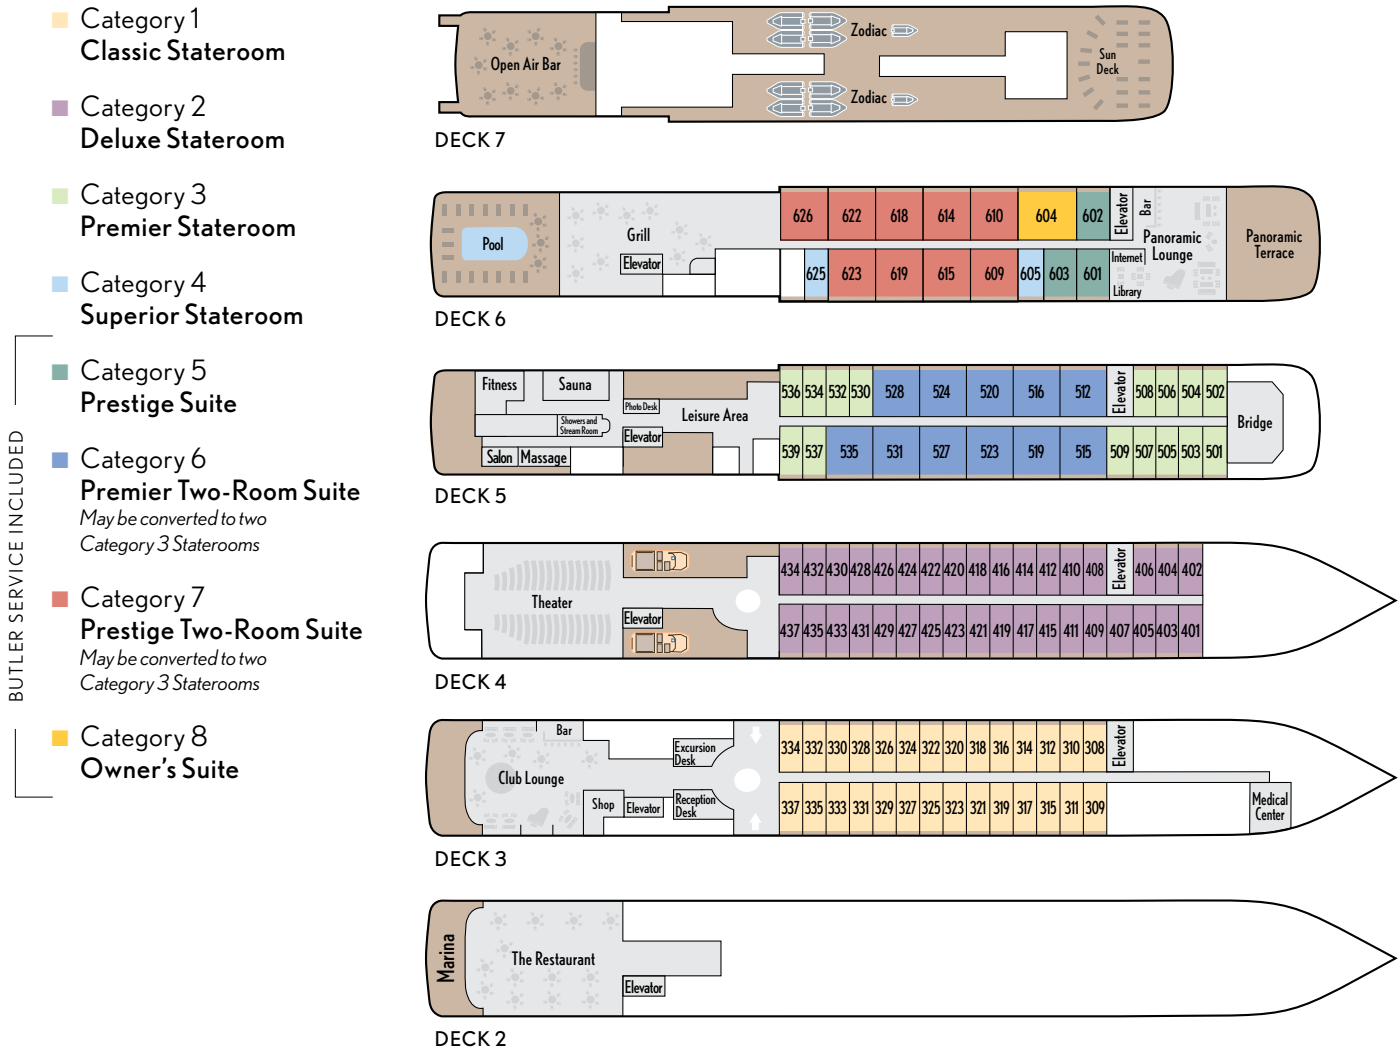 Category 1
Classic Stateroom
Category 2
Deluxe Stateroom
Category 3
Premier Stateroom
Category 4
Superior Stateroom
BUTLER SERVICE INCLUDED
Category 5
Prestige Suite
Category 6
Premier Two-Room Suite
May be converted to two
Category 3 Staterooms
Category 7
Prestige Two-Room Suite
May be converted to two
Category 3 Staterooms
Category 8
Owner's Suite
Open Air Bar
Zodiac
Zodiac
Sun
Deck
DECK 7
626 622 618 614 610 604 602
Elevator
Bar
Pool
Grill
Elevator
Panoramic
Lounge
Panoramic
Terrace
625 623 619 615 609 605 603 601
Internet
Library
DECK 6
Fitness
Sauna
Photo Desk
Leisure Area
Showers and
Stream Room
Elevator
Salon
Massage
536 534 532 530 528 524 520 516 512
Elevator
508 506 504 502
539 537 535 531 527 523 519 515 509 507 505 503 501
Bridge
DECK 5
Theater
Elevator
434 432 430 428 426 424 422 420 418 416 414 412 410 408
Elevator
406 404 402
437 435 433 431 429 427 425 423 421 419 417 415 411 409 407 405 403 401
DECK 4
Bar
Club Lounge
Excursion
Desk
Shop
Elevator
Reception
Desk
334 332 330 328 326 324 322 320 318 316 314 312 310 308
Elevator
337 335 333 331 329 327 325 323 321 319 317 315 311 309
Medical
Center
DECK 3
Marina
The Restaurant
Elevator
DECK 2